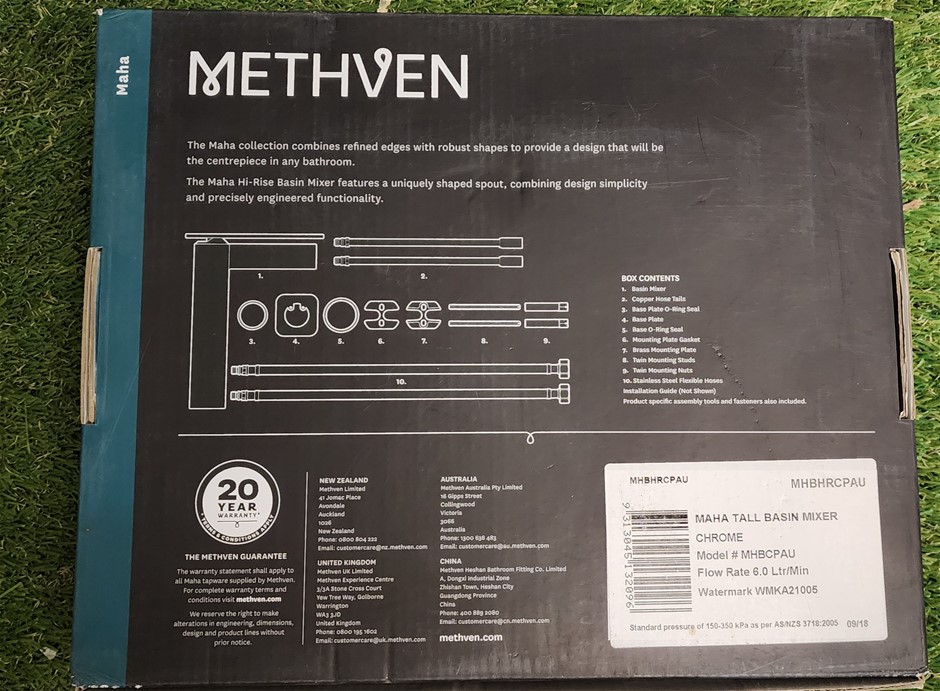 Maha
METHVEN
The Maha collection combines refined edges with robust shapes to provide a design that will be
the centrepiece in any bathroom.
The Maha Hi-Rise Basin Mixer features a uniquely shaped spout, combining design simplicity
and precisely engineered functionality.
1.
2.
3.
4.
5.
6.
7.
8.
9.
10.
BOX CONTENTS
1. Basin Mixer
2. Copper Hose Tails
3. Base Plate O-Ring Seal
4. Base Plate
5. Base O-Ring Seal
6. Mounting Plate Gasket
7. Brass Mounting Plate
8. Twin Mounting Studs
9. Twin Mounting Nuts
10. Stainless Steel Flexible Hoses
Installation Guide (Not Shown)
Product specific assembly tools and fasteners also included.
20
YEAR
WARRANTY*
TERMS & CONDITIONS APPLY
THE METHVEN GUARANTEE
The warranty statement shall apply to
all Maha tapware supplied by Methven.
For complete warranty terms and
conditions visit methven.com
We reserve the right to make
alterations in engineering, dimensions,
design and product lines without
prior notice.
NEW ZEALAND
Methven Limited
41 Jomac Place
Avondale
Auckland
1026
New Zealand
Phone: 0800 804 222
Email: customercare@nz.methven.com
UNITED KINGDOM
Methven UK Limited
Methven Experience Centre
3/3A Stone Cross Court
Yew Tree Way, Golborne
Warrington
WA3 3JD
United Kingdom
Phone: 0800 195 1602
Email: customercare@uk.methven.com
AUSTRALIA
Methven Australia Pty Limited
16 Gipps Street
Collingwood
Victoria
3066
Australia
Phone: 1300 638 483
Email: customercare@au.methven.com
CHINA
Methven Heshan Bathroom Fitting Co. Limited
A, Dongxi Industrial Zone
Zhishan Town, Heshan City
Guangdong Province
China
Phone: 400 889 2080
Email: customercare@cn.methven.com
methven.com
MHBHRCPAU
MHBHRCPAU
9313045132096
MAHA TALL BASIN MIXER
CHROME
Model # MHBCPAU
Flow Rate 6.0 Ltr/Min
Watermark WMKA21005
Standard pressure of 150-350 kPa as per AS/NZS 3718:2005 09/18